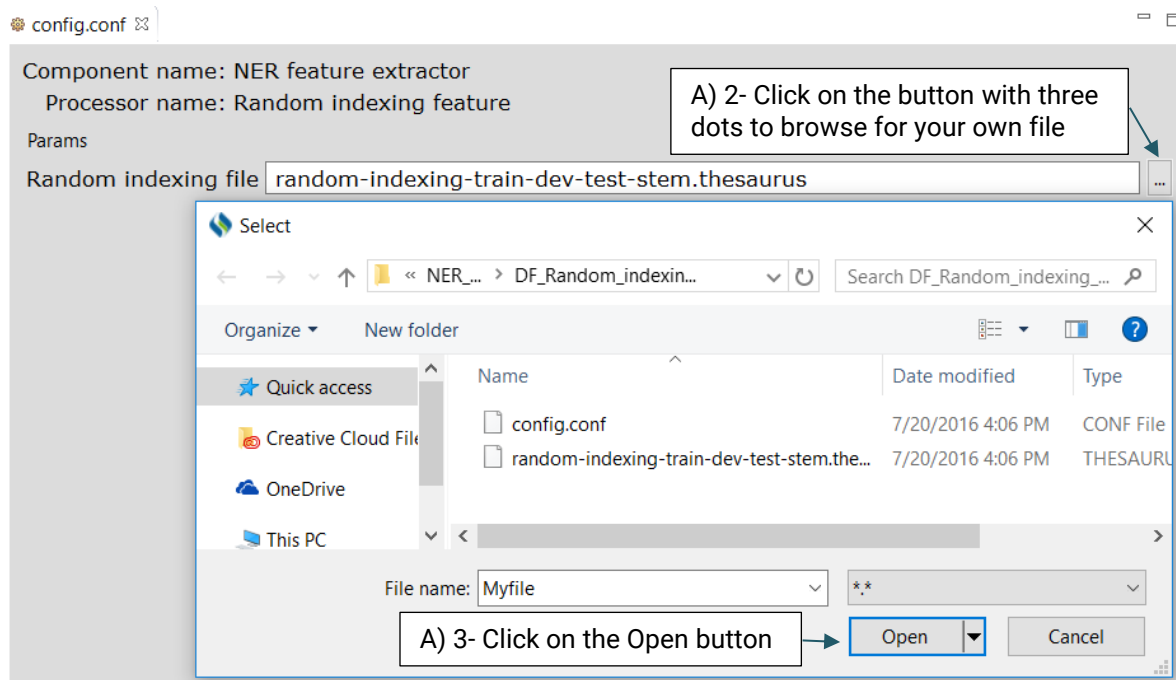 config.conf
Component name: NER feature extractor
Processor name: Random indexing feature
A) 2- Click on the button with three
dots to browse for your own file
Params
Random indexing file random-indexing-train-dev-test-stem.thesaurus ...
Select
« NER_... > DF_Random_indexin... Search DF_Random_indexing_...
Organize New folder ?
Name Date modified Type
Quick access
config.conf 7/20/2016 4:06 PM CONF File
Creative Cloud File
random-indexing-train-dev-test-stem.the... 7/20/2016 4:06 PM THESAURU
OneDrive
This PC
File name: Myfile *.*
A) 3- Click on the Open button Open Cancel